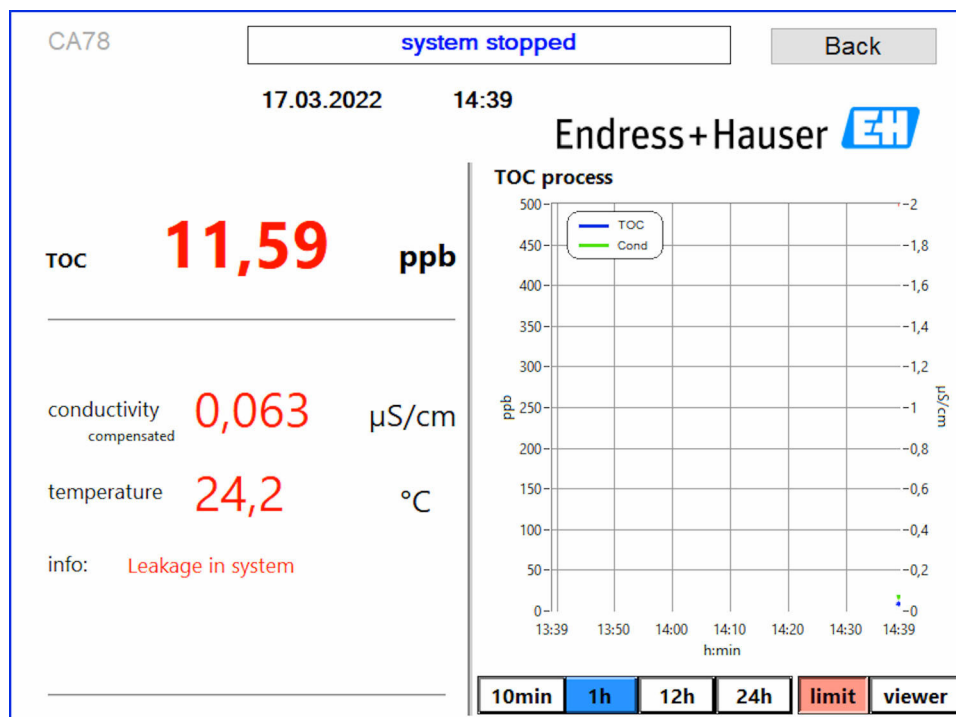 CA78
system stopped
Back
17.03.2022 14:39
Endress+Hauser EH
TOC 11,59 ppb
conductivity 0,063 µS/cm
compensated
temperature 24,2 °C
info: Leakage in system
TOC process
TOC
Cond
500
450
400
350
300
250
200
150
100
50
0
ppb
2
1,8
1,6
1,4
1,2
1
0,8
0,6
0,4
0,2
0
µS/cm
13:39 13:50 14:00 14:10 14:20 14:30 14:39
h:min
10min 1h 12h 24h limit viewer